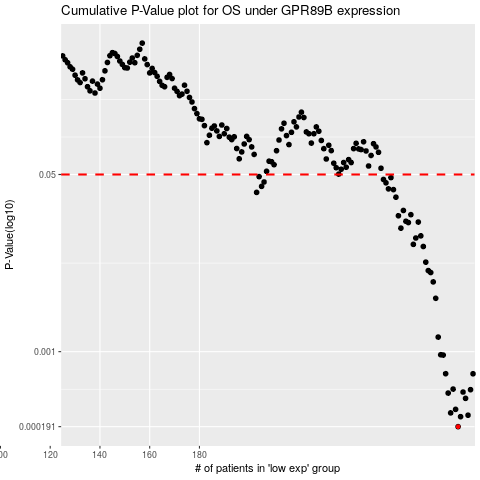 Cumulative P-Value plot for OS under GPR89B expression
P-Value(log10)
0.05
0.001
0.000191
00
120
140
160
180
# of patients in 'low exp' group